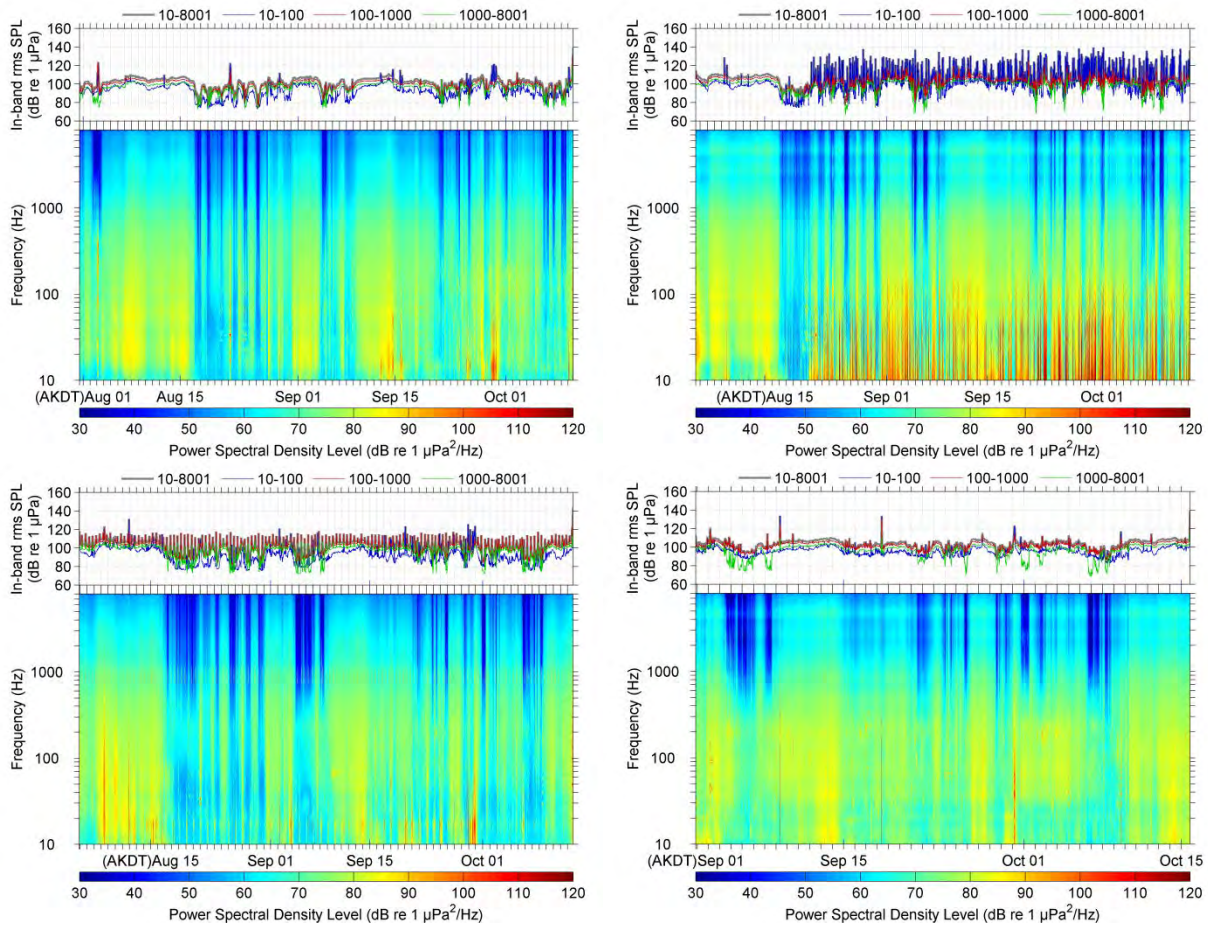 10-8001 10-100 100-1000 1000-8001
In-band rms SPL
(dB re 1 µPa)
160
140
120
100
80
60
Frequency (Hz)
1000
100
10
(AKDT)Aug 01 Aug 15 Sep 01 Sep 15 Oct 01
30 40 50 60 70 80 90 100 110 120
Power Spectral Density Level (dB re 1 µPa²/Hz)
10-8001 10-100 100-1000 1000-8001
In-band rms SPL
(dB re 1 µPa)
160
140
120
100
80
60
Frequency (Hz)
1000
100
10
(AKDT) Aug 15 Sep 01 Sep 15 Oct 01
30 40 50 60 70 80 90 100 110 120
Power Spectral Density Level (dB re 1 µPa²/Hz)
10-8001 10-100 100-1000 1000-8001
In-band rms SPL
(dB re 1 µPa)
160
140
120
100
80
60
Frequency (Hz)
1000
100
10
(AKDT)Aug 15 Sep 01 Sep 15 Oct 01
30 40 50 60 70 80 90 100 110 120
Power Spectral Density Level (dB re 1 µPa²/Hz)
10-8001 10-100 100-1000 1000-8001
In-band rms SPL
(dB re 1 µPa)
160
140
120
100
80
60
Frequency (Hz)
1000
100
10
(AKDT)Sep 01 Sep 15 Oct 01 Oct 15
30 40 50 60 70 80 90 100 110 120
Power Spectral Density Level (dB re 1 µPa²/Hz)